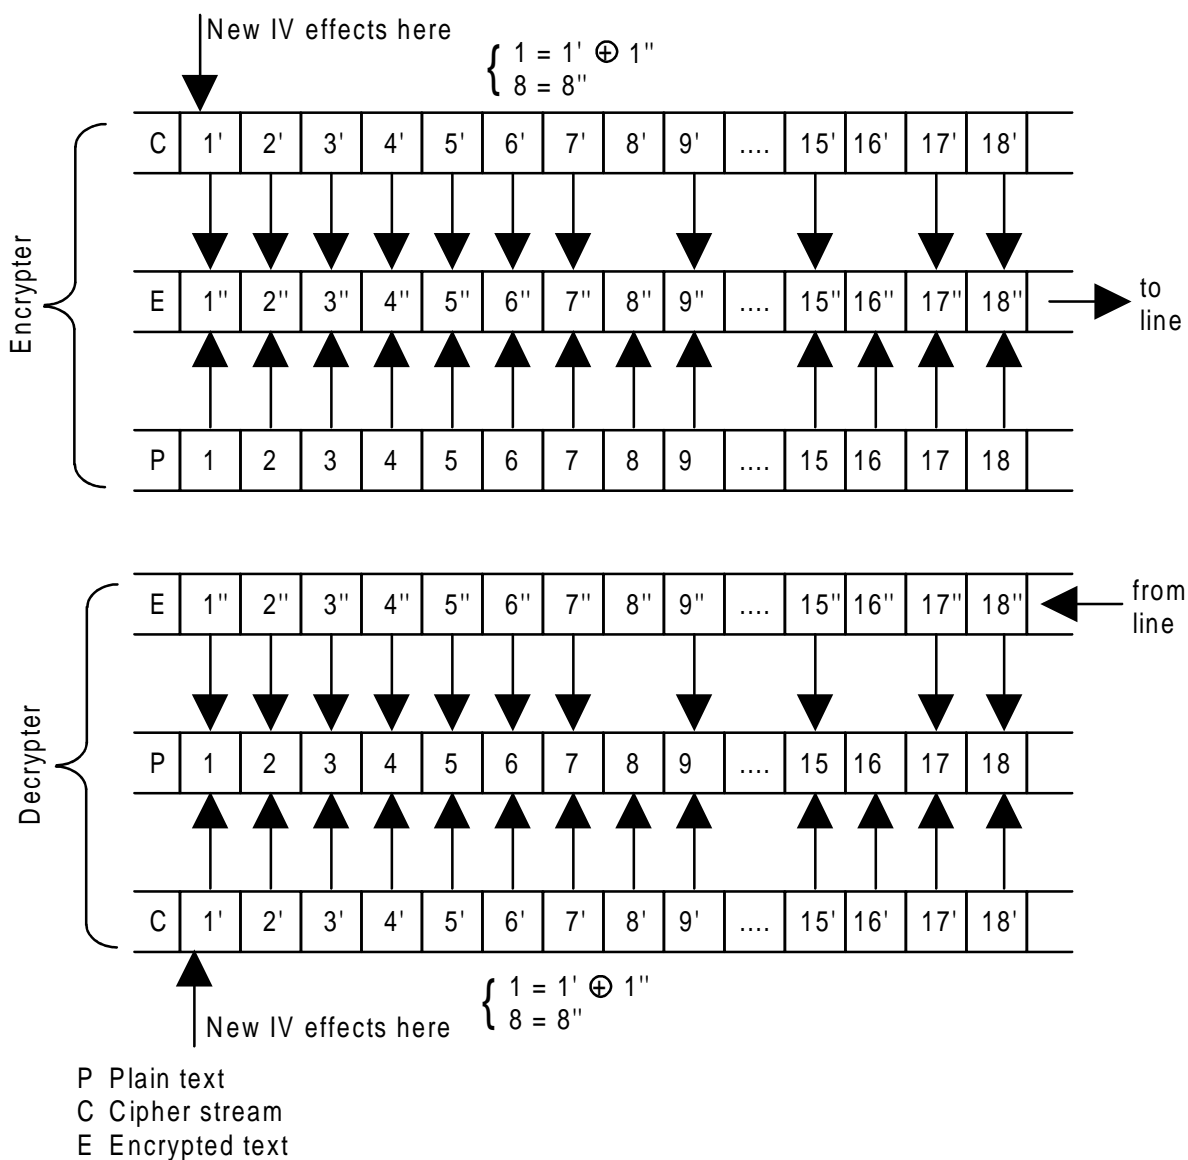 New IV effects here
{ 1 = 1' ⊕ 1"
8 = 8"
C 1' 2' 3' 4' 5' 6' 7' 8' 9' .... 15' 16' 17' 18'
Encrypter
E 1" 2" 3" 4" 5" 6" 7" 8" 9" .... 15" 16" 17" 18"
to
line
P 1 2 3 4 5 6 7 8 9 .... 15 16 17 18
E 1" 2" 3" 4" 5" 6" 7" 8" 9" .... 15" 16" 17" 18"
from
line
Decrypter
P 1 2 3 4 5 6 7 8 9 .... 15 16 17 18
C 1' 2' 3' 4' 5' 6' 7' 8' 9' .... 15' 16' 17' 18'
{ 1 = 1' ⊕ 1"
8 = 8"
New IV effects here
P Plain text
C Cipher stream
E Encrypted text